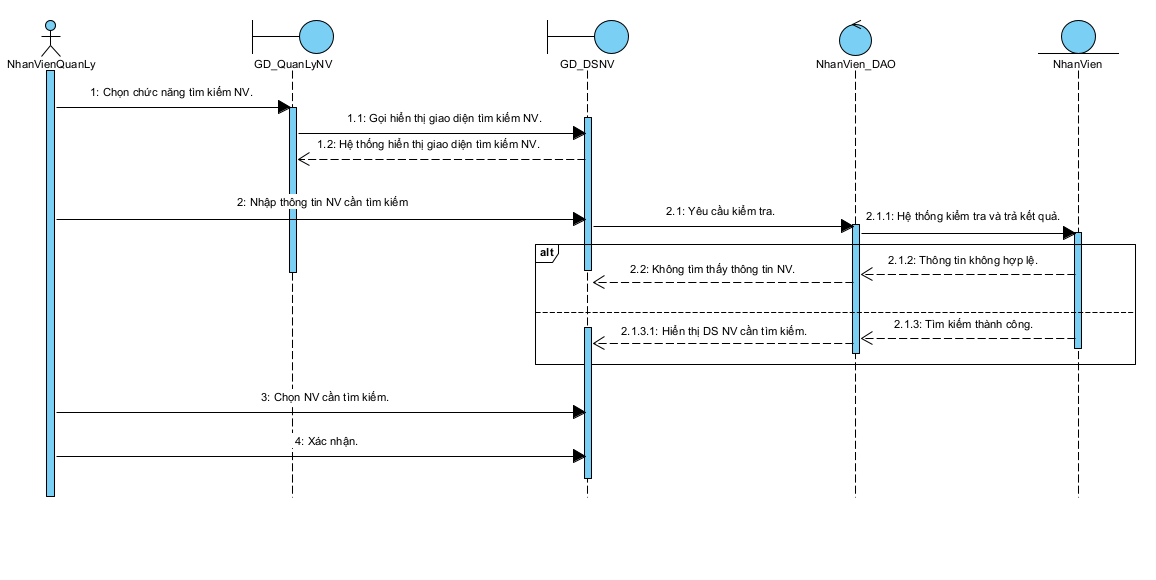 NhanVienQuanLy
GD_QuanLyNV
GD_DSNV
NhanVien_DAO
NhanVien
1: Chọn chức năng tìm kiếm NV.
1.1: Gọi hiển thị giao diện tìm kiếm NV.
1.2: Hệ thống hiển thị giao diện tìm kiếm NV.
2: Nhập thông tin NV cần tìm kiếm
2.1: Yêu cầu kiểm tra.
2.1.1: Hệ thống kiểm tra và trả kết quả.
alt
2.1.2: Thông tin không hợp lệ.
2.2: Không tìm thấy thông tin NV.
2.1.3: Tìm kiếm thành công.
2.1.3.1: Hiển thị DS NV cần tìm kiếm.
3: Chọn NV cần tìm kiếm.
4: Xác nhận.